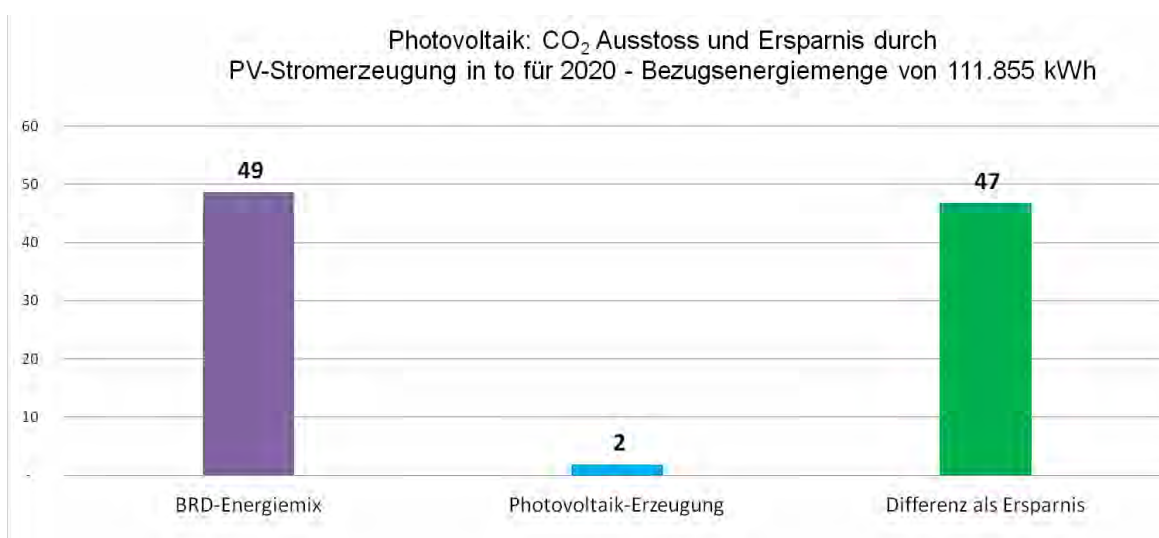 Photovoltaik: CO₂ Ausstoss und Ersparnis durch
PV-Stromerzeugung in to für 2020 - Bezugsenergiemenge von 111.855 kWh
60
50
40
30
20
10
-
49
2
47
BRD-Energiemix
Photovoltaik-Erzeugung
Differenz als Ersparnis